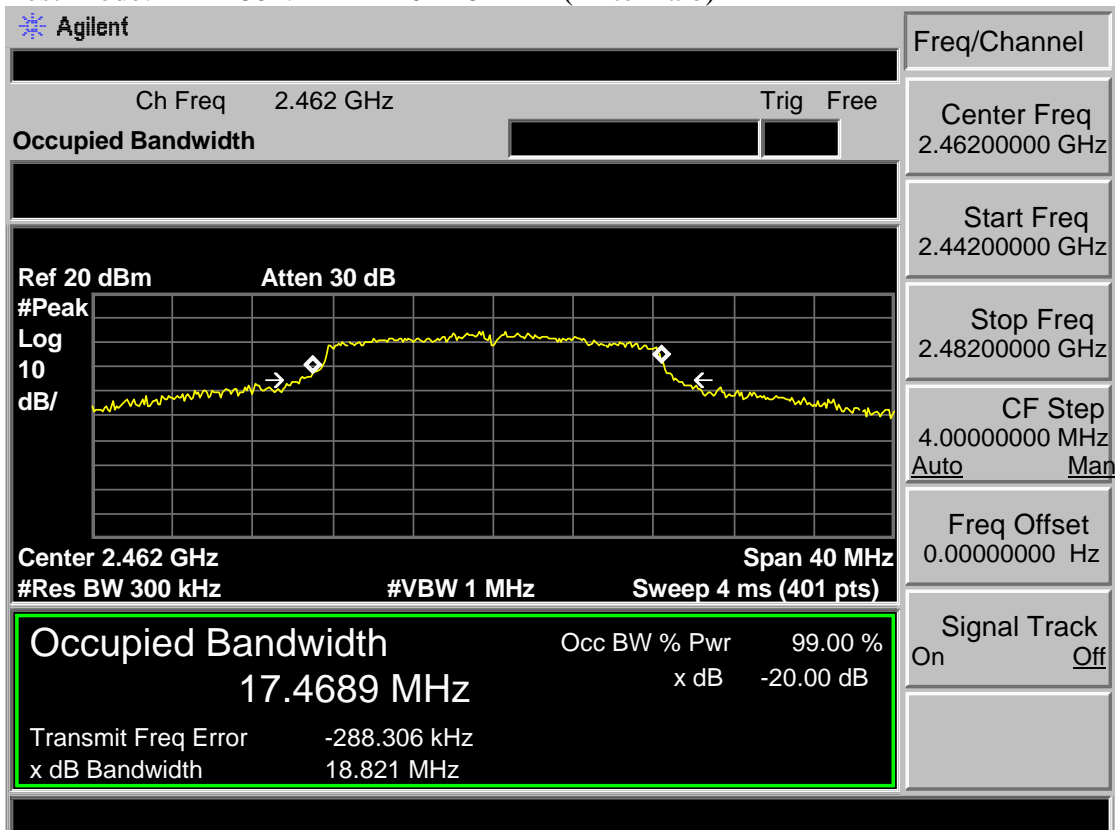 Agilent
Freq/Channel
Ch Freq 2.462 GHz Trig Free
Occupied Bandwidth
Center Freq
2.46200000 GHz
Start Freq
2.44200000 GHz
Stop Freq
2.48200000 GHz
CF Step
4.00000000 MHz
Auto Man
Freq Offset
0.00000000 Hz
Signal Track
On Off
Ref 20 dBm Atten 30 dB
#Peak
Log
10
dB/
Center 2.462 GHz Span 40 MHz
#Res BW 300 kHz #VBW 1 MHz Sweep 4 ms (401 pts)
Occupied Bandwidth
17.4689 MHz
Occ BW % Pwr 99.00 %
x dB -20.00 dB
Transmit Freq Error -288.306 kHz
x dB Bandwidth 18.821 MHz